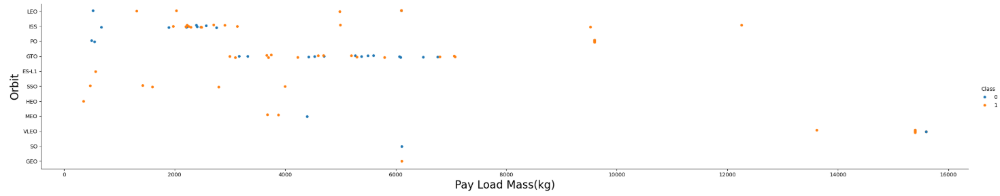 LEO
ISS
PO
GTO
ES-L1
SSO
HEO
MEO
VLEO
SO
GEO
Orbit
0
2000
4000
6000
8000
10000
12000
14000
16000
Pay Load Mass(kg)
Class
0
1